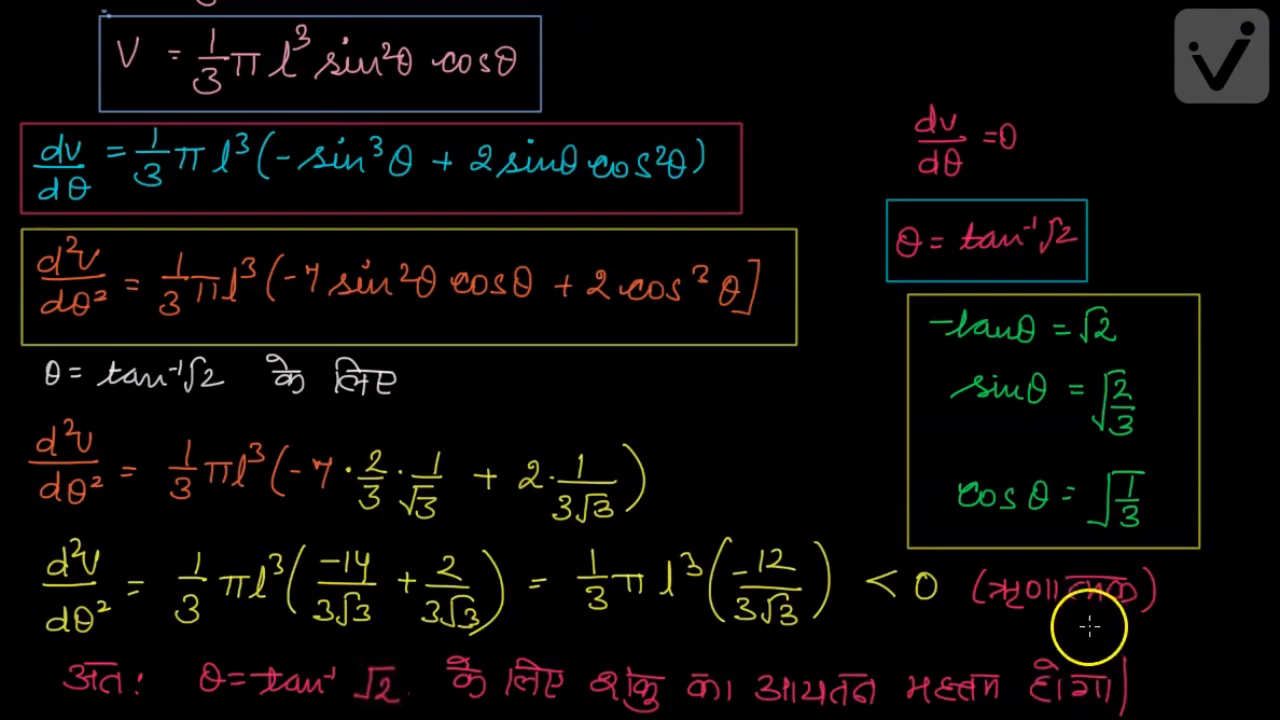 V = 1/3 π l³ sin²θ cosθ
dv/dθ = 1/3 π l³ (- sin³θ + 2 sinθ cos²θ)
d²v/dθ² = 1/3 π l³ (-7 sin²θ cosθ + 2 cos³θ]
θ = tan⁻¹√2 के लिए
d²v/dθ² = 1/3 π l³ (-7 · 2/3 · 1/√3 + 2 · 1/3√3)
d²v/dθ² = 1/3 π l³ (-14/3√3 + 2/3√3) = 1/3 π l³ (-12/3√3) < 0 (ऋणात्मक)
अत: θ = tan⁻¹ √2 के लिए शंकु का आयतन महत्तम होगा|
dv/dθ = 0
θ = tan⁻¹√2
tanθ = √2
sinθ = √2/3
cosθ = √1/3